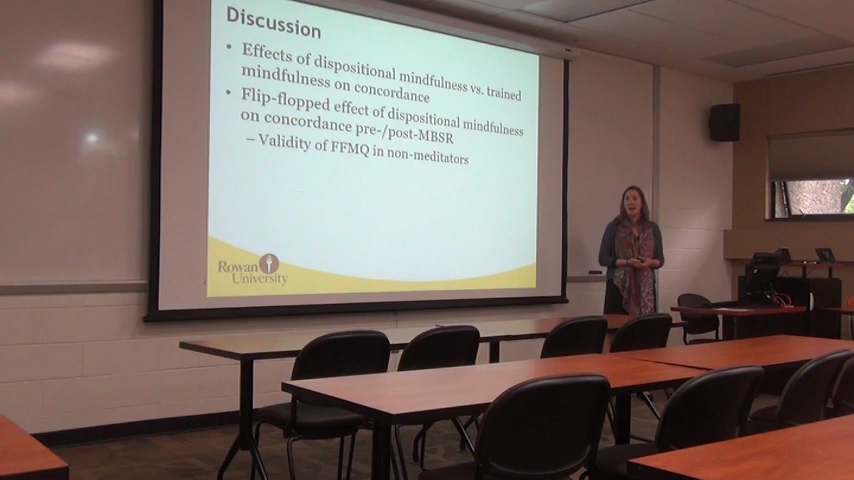 Discussion
• Effects of dispositional mindfulness vs. trained
mindfulness on concordance
• Flip-flopped effect of dispositional mindfulness
on concordance pre-/post-MBSR
– Validity of FFMQ in non-meditators
Rowan
University